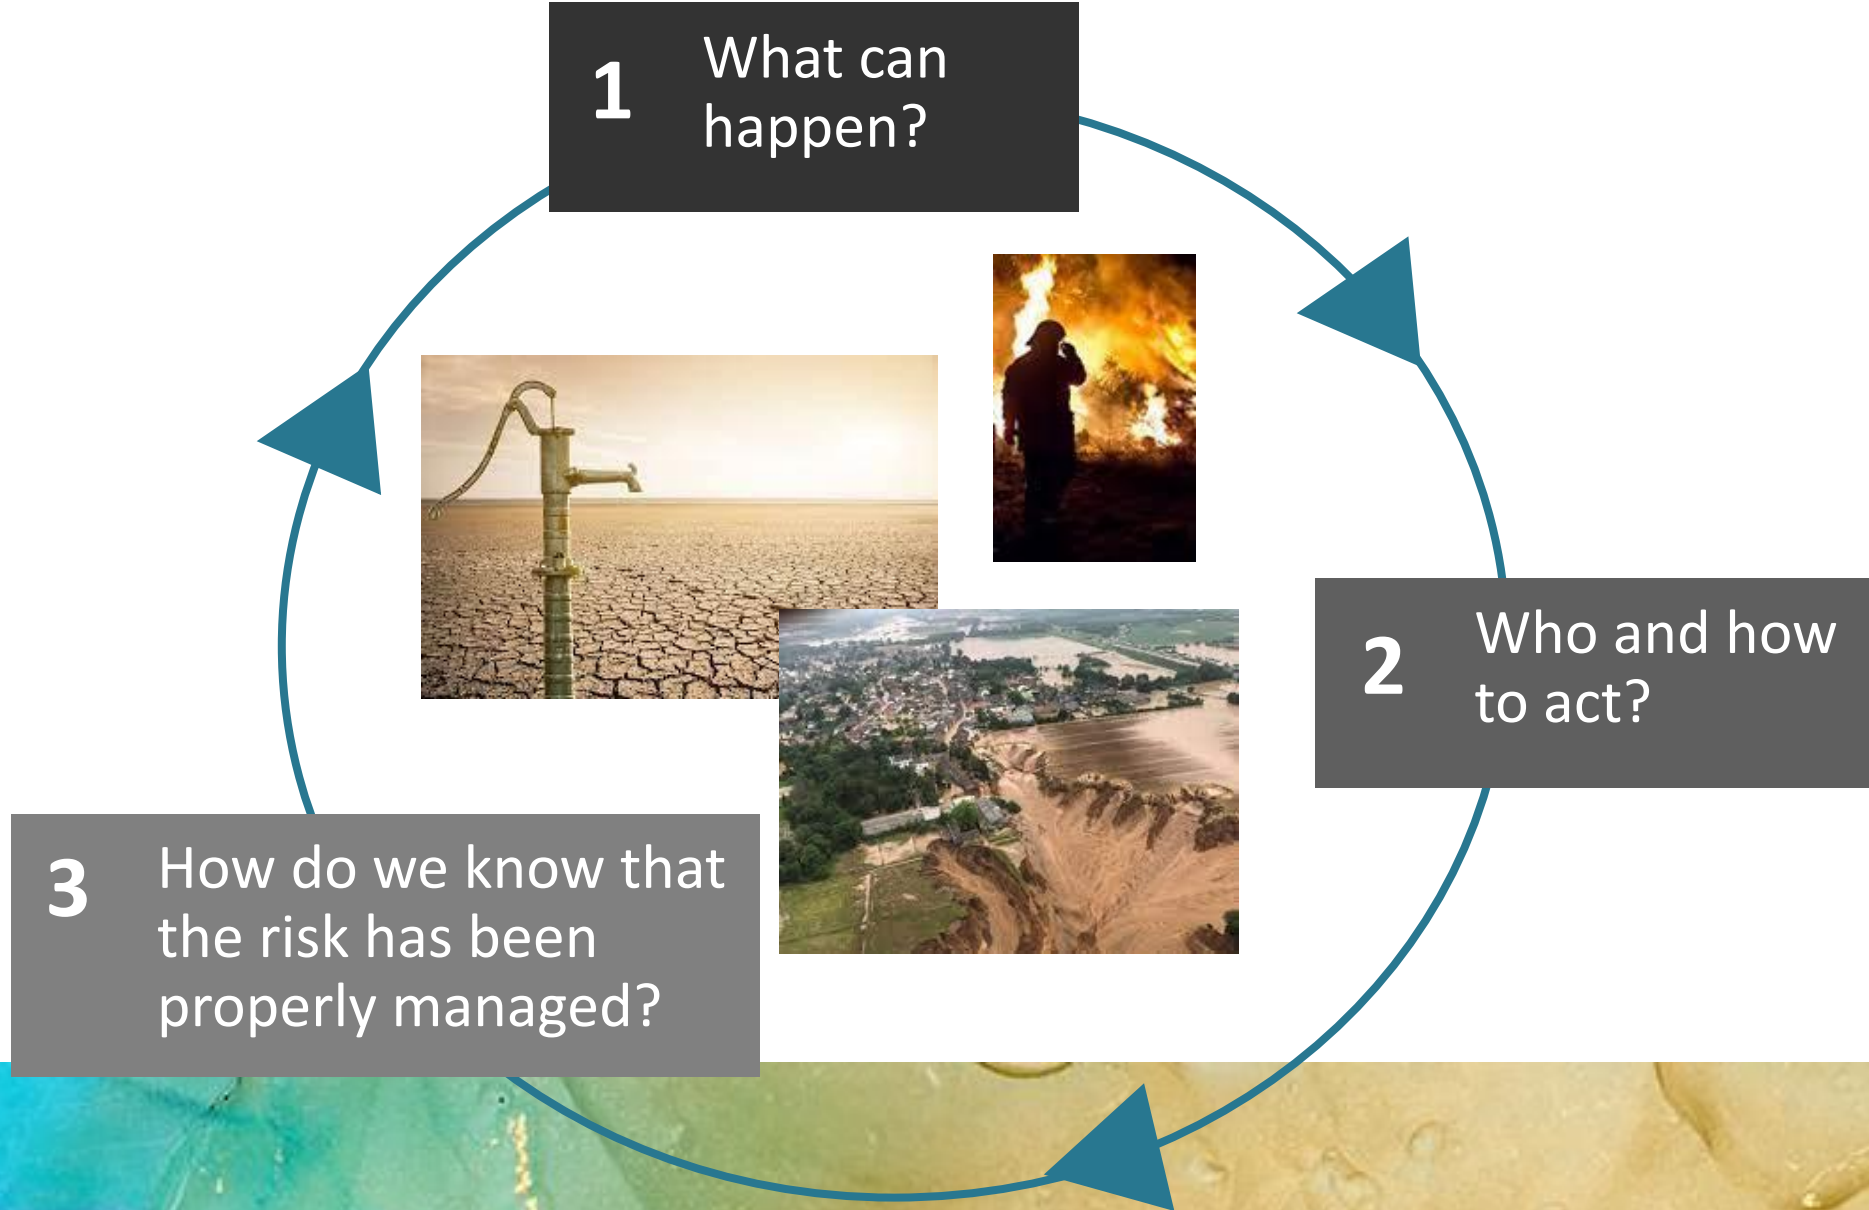 1
What can
happen?
2
Who and how
to act?
3
How do we know that
the risk has been
properly managed?